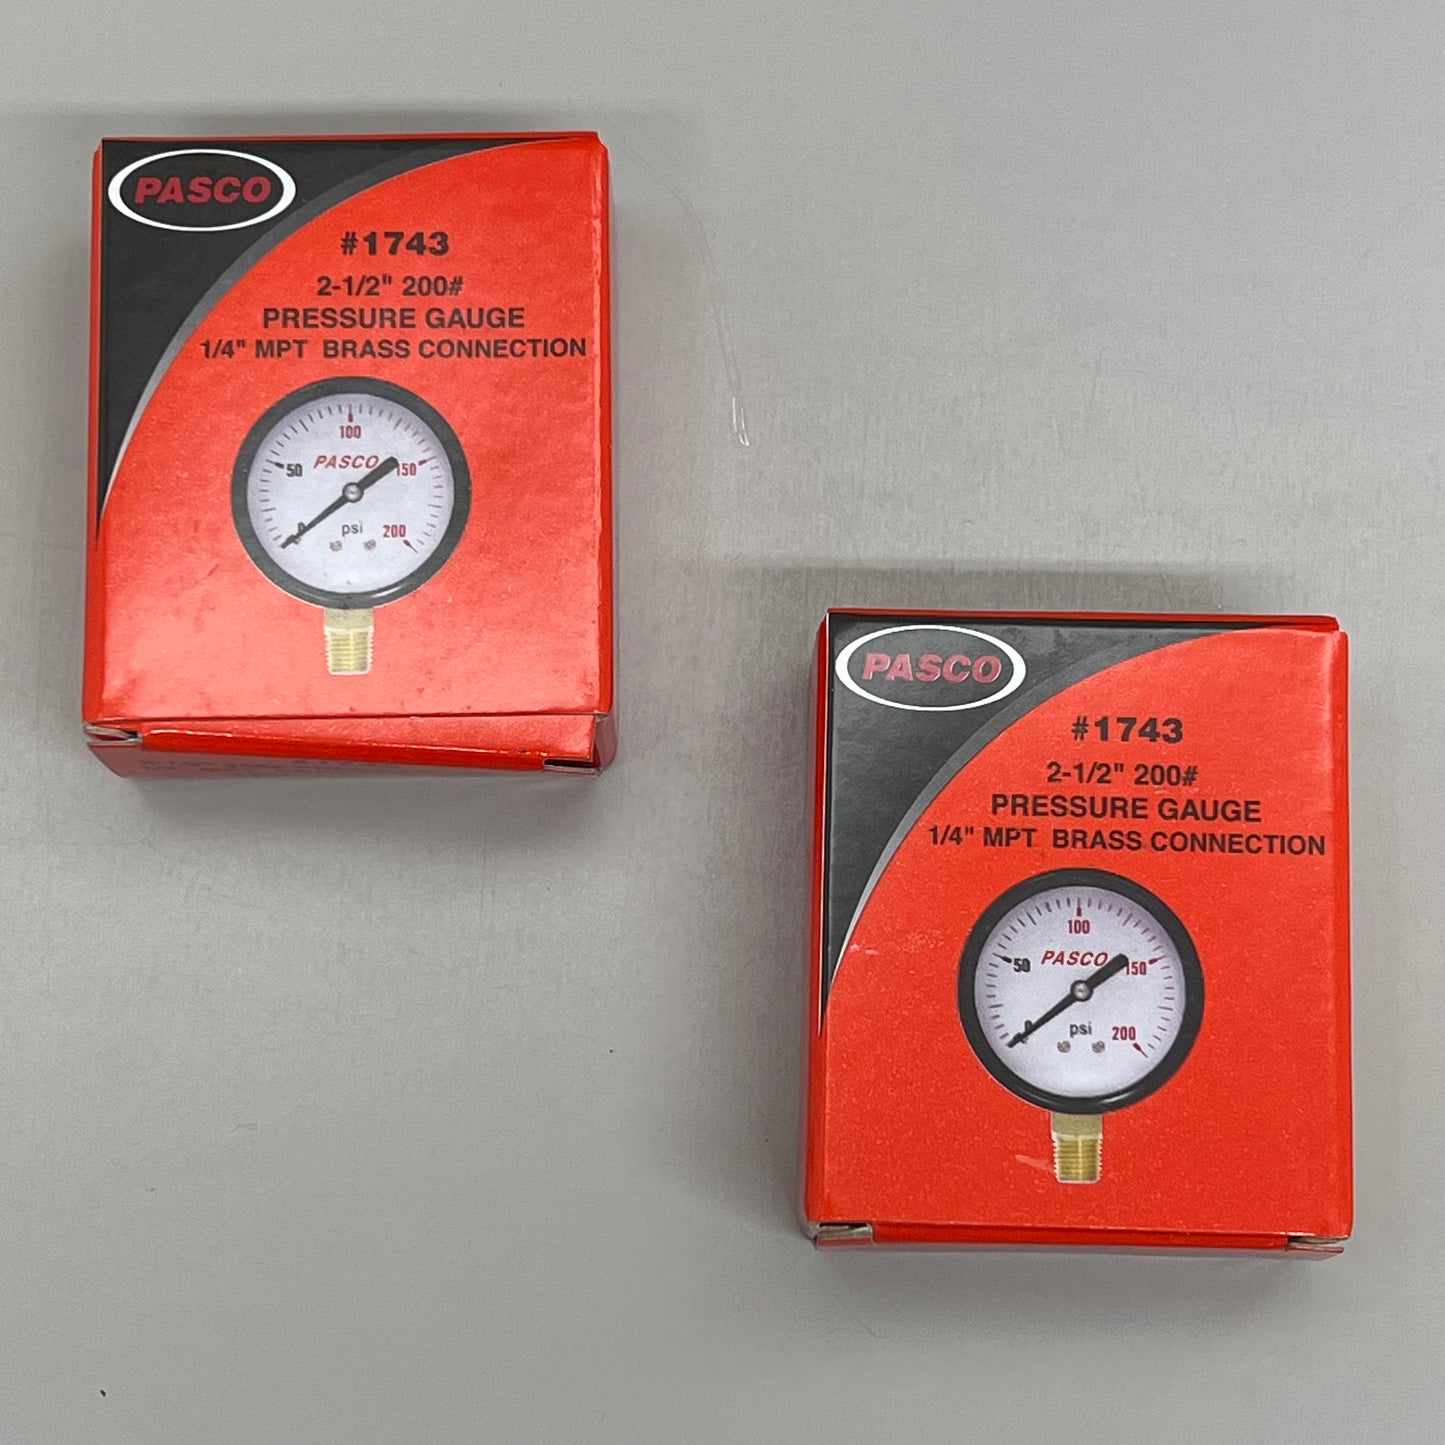 PASCO
#1743
2-1/2" 200#
PRESSURE GAUGE
1/4" MPT BRASS CONNECTION
100
50 PASCO 150
0 psi 200
PASCO
#1743
2-1/2" 200#
PRESSURE GAUGE
1/4" MPT BRASS CONNECTION
100
50 PASCO 150
0 psi 200